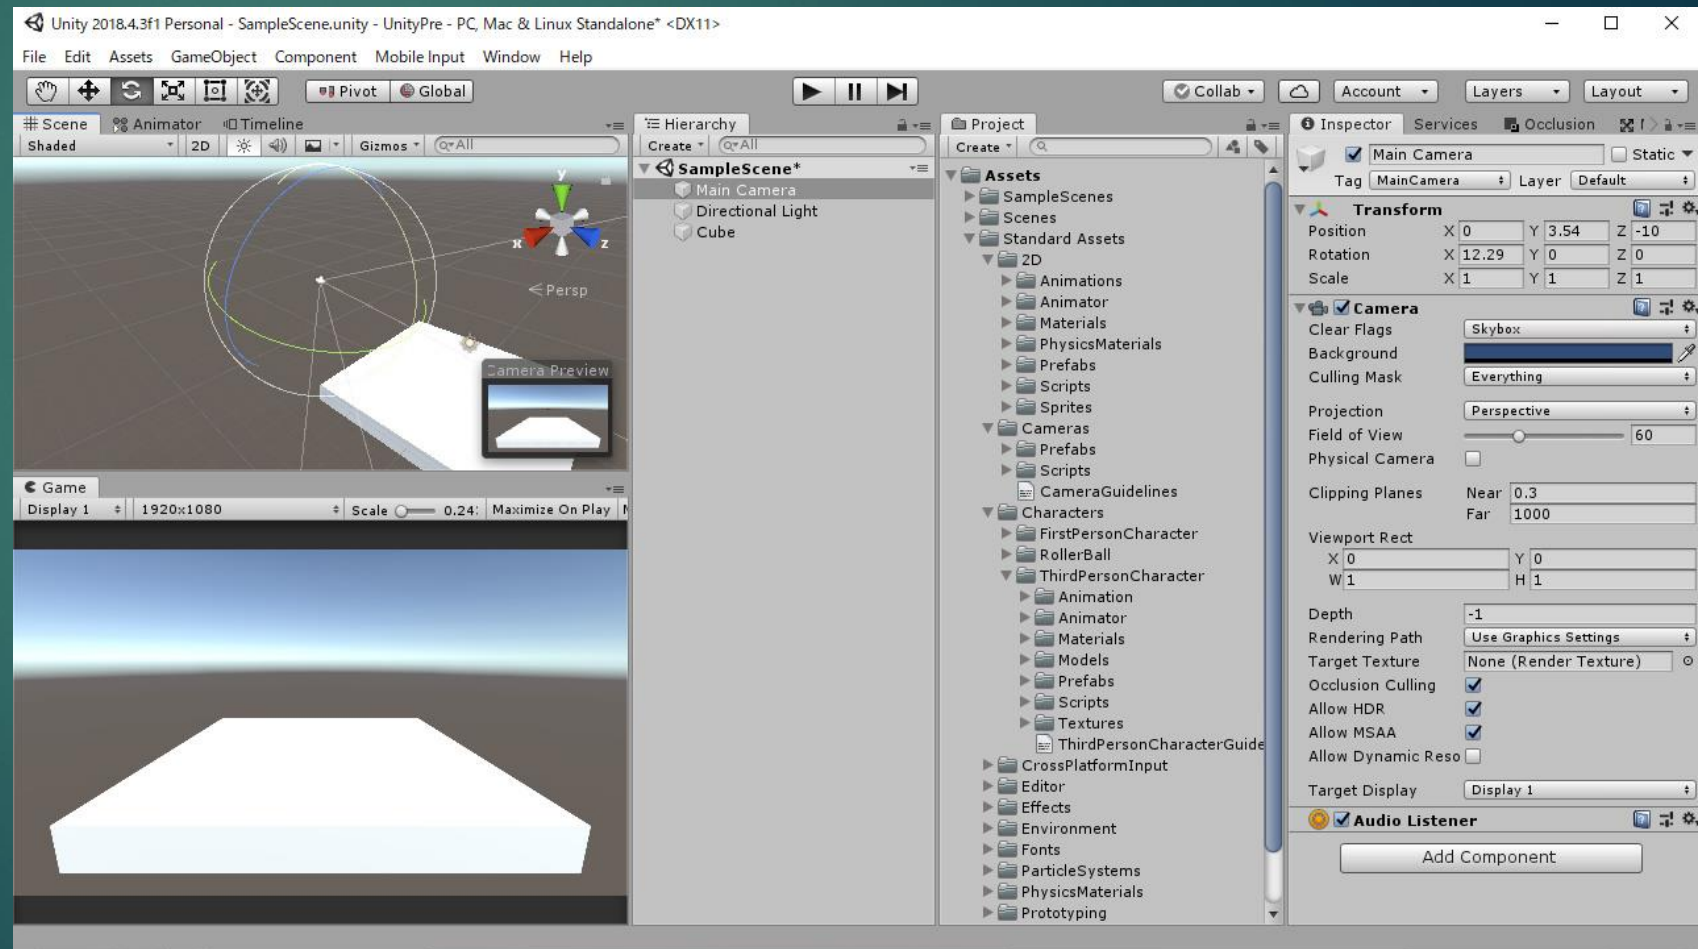 Unity 2018.4.3f1 Personal - SampleScene.unity - UnityPre - PC, Mac & Linux Standalone* <DX11>
File Edit Assets GameObject Component Mobile Input Window Help
Pivot Global Collab Account Layers Layout
Scene Animator Timeline
Shaded 2D Gizmos All
y x z
Persp
Camera Preview
Game
Display 1 1920x1080 Scale 0.24 Maximize On Play
Hierarchy
Create All
SampleScene*
Main Camera
Directional Light
Cube
Project
Create
Assets
SampleScenes
Scenes
Standard Assets
2D
Animations
Animator
Materials
PhysicsMaterials
Prefabs
Scripts
Sprites
Cameras
Prefabs
Scripts
CameraGuidelines
Characters
FirstPersonCharacter
RollerBall
ThirdPersonCharacter
Animation
Animator
Materials
Models
Prefabs
Scripts
Textures
ThirdPersonCharacterGuide
CrossPlatformInput
Editor
Effects
Environment
Fonts
ParticleSystems
PhysicsMaterials
Prototyping
Inspector Services Occlusion
Main Camera Static
Tag MainCamera Layer Default
Transform
Position X 0 Y 3.54 Z -10
Rotation X 12.29 Y 0 Z 0
Scale X 1 Y 1 Z 1
Camera
Clear Flags Skybox
Background
Culling Mask Everything
Projection Perspective
Field of View 60
Physical Camera
Clipping Planes Near 0.3
Far 1000
Viewport Rect
X 0 Y 0
W 1 H 1
Depth -1
Rendering Path Use Graphics Settings
Target Texture None (Render Texture)
Occlusion Culling
Allow HDR
Allow MSAA
Allow Dynamic Reso
Target Display Display 1
Audio Listener
Add Component